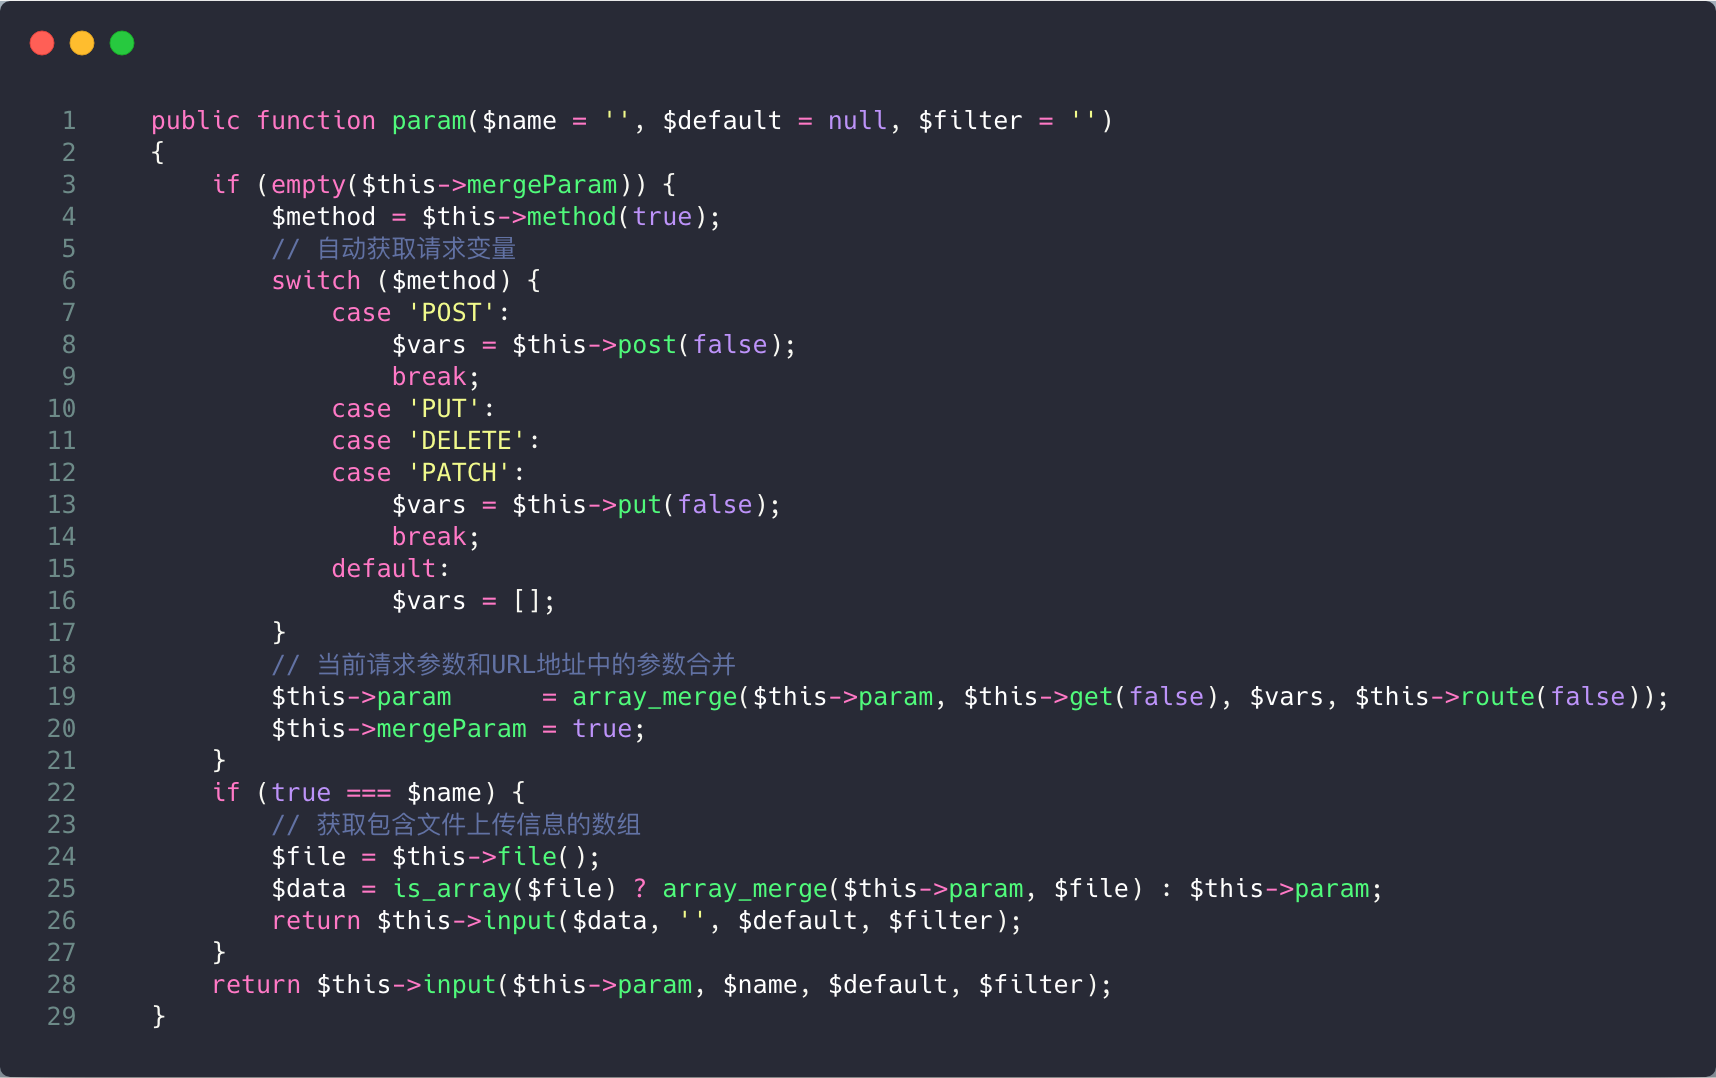 1 public function param($name = '', $default = null, $filter = '')
2 {
3 if (empty($this->mergeParam)) {
4 $method = $this->method(true);
5 // 自动获取请求变量
6 switch ($method) {
7 case 'POST':
8 $vars = $this->post(false);
9 break;
10 case 'PUT':
11 case 'DELETE':
12 case 'PATCH':
13 $vars = $this->put(false);
14 break;
15 default:
16 $vars = [];
17 }
18 // 当前请求参数和URL地址中的参数合并
19 $this->param      = array_merge($this->param, $this->get(false), $vars, $this->route(false));
20 $this->mergeParam = true;
21 }
22 if (true === $name) {
23 // 获取包含文件上传信息的数组
24 $file = $this->file();
25 $data = is_array($file) ? array_merge($this->param, $file) : $this->param;
26 return $this->input($data, '', $default, $filter);
27 }
28 return $this->input($this->param, $name, $default, $filter);
29 }